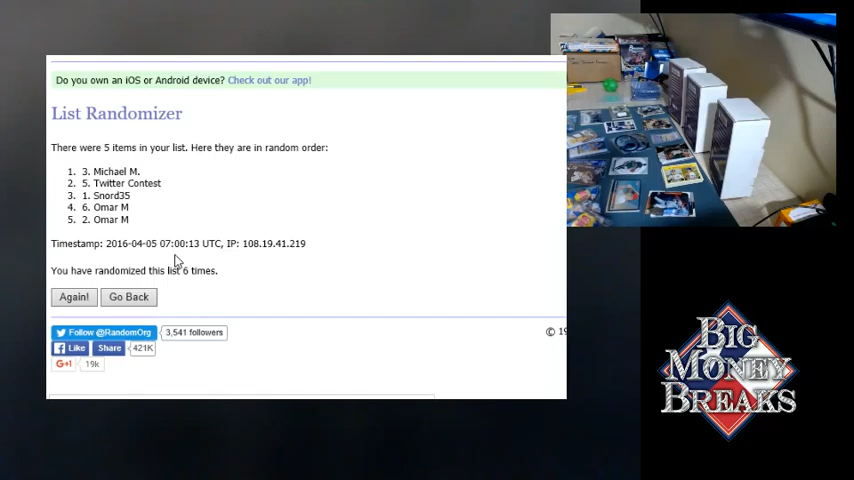 Do you own an iOS or Android device? Check out our app!
List Randomizer
There were 5 items in your list. Here they are in random order:
1. 3. Michael M.
2. 5. Twitter Contest
3. 1. Snord35
4. 6. Omar M
5. 2. Omar M
Timestamp: 2016-04-05 07:00:13 UTC, IP: 108.19.41.219
You have randomized this list 6 times.
Again! Go Back
Follow @RandomOrg 3,541 followers
© 19
Like Share 421K
G+1 19k
BIG
MONEY
BREAKS